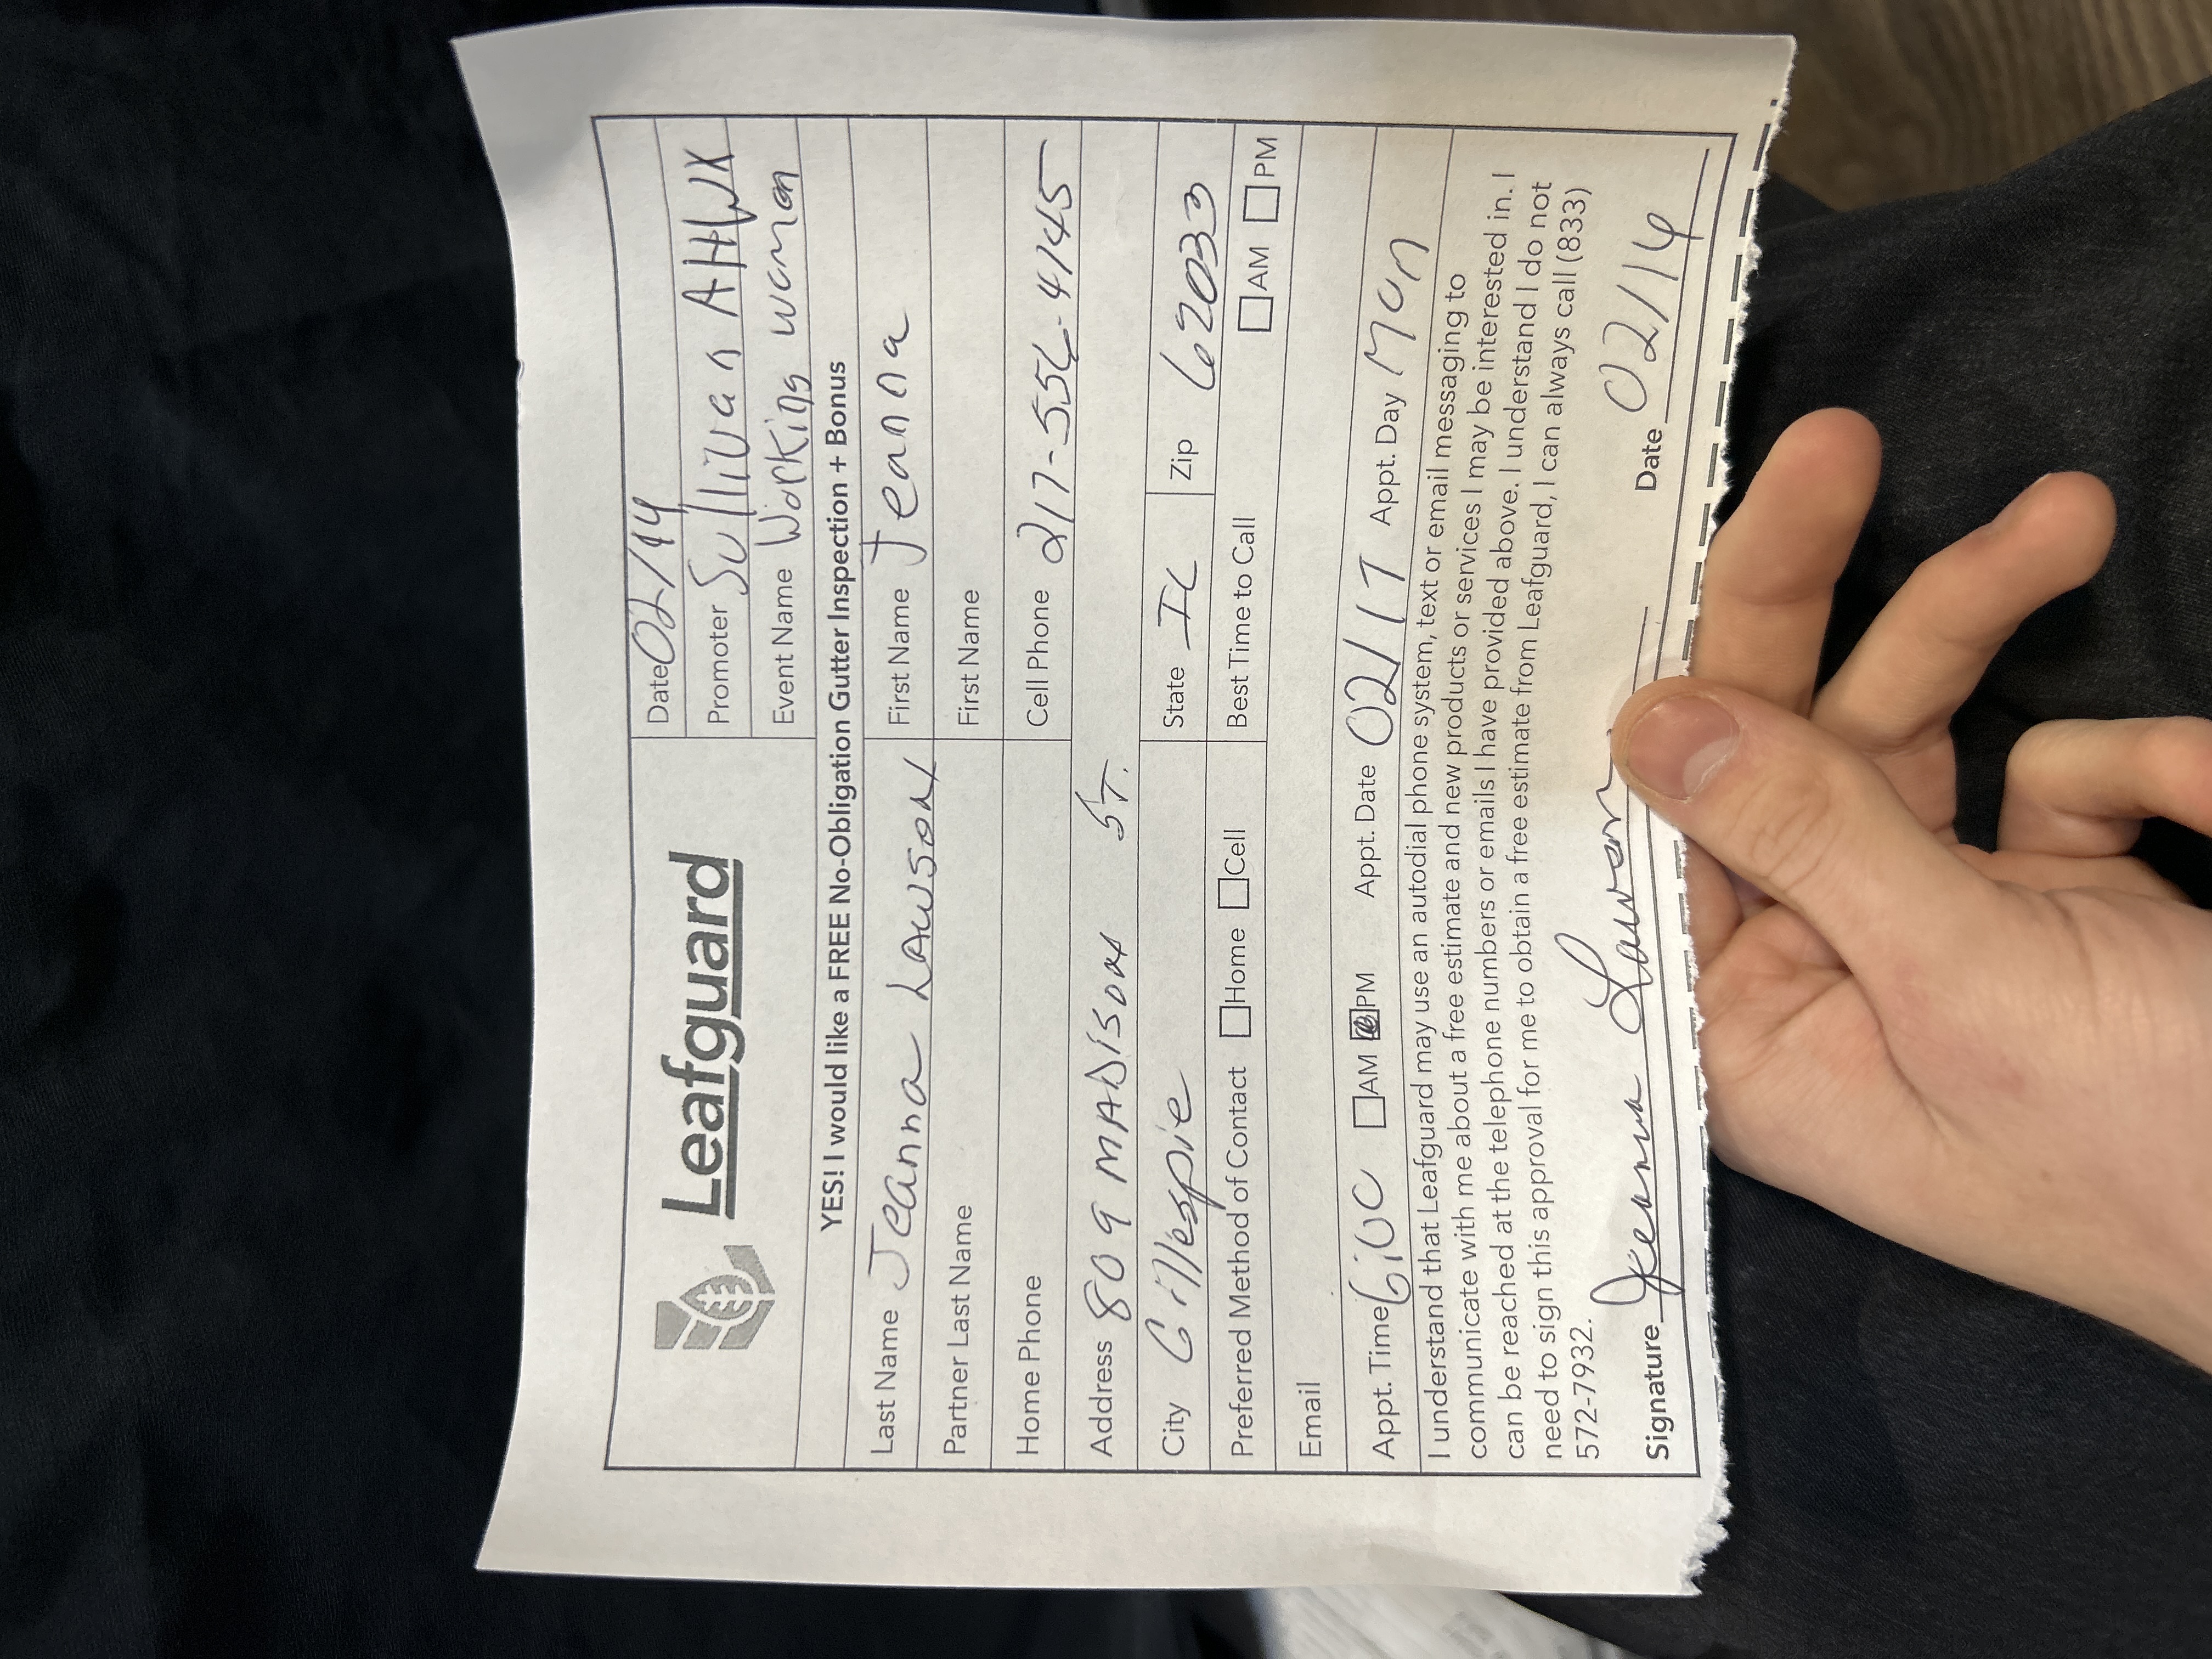 Leafguard
Date 02/14
Promoter Sullivan AHWX
Event Name Working women
YES! I would like a FREE No-Obligation Gutter Inspection + Bonus
Last Name Jeanna LAWSON First Name Jeanna
Partner Last Name First Name
Home Phone Cell Phone 217-556-4745
Address 809 MADISON ST.
City Gillespie State IL Zip 62033
Preferred Method of Contact Home Cell Best Time to Call AM PM
Email
Appt. Time 6:00 AM PM Appt. Date 02/17 Appt. Day Mon
I understand that Leafguard may use an autodial phone system, text or email messaging to
communicate with me about a free estimate and new products or services I may be interested in. I
can be reached at the telephone numbers or emails I have provided above. I understand I do not
need to sign this approval for me to obtain a free estimate from Leafguard, I can always call (833)
572-7932.
Signature Jeanna Lawson Date 02/14